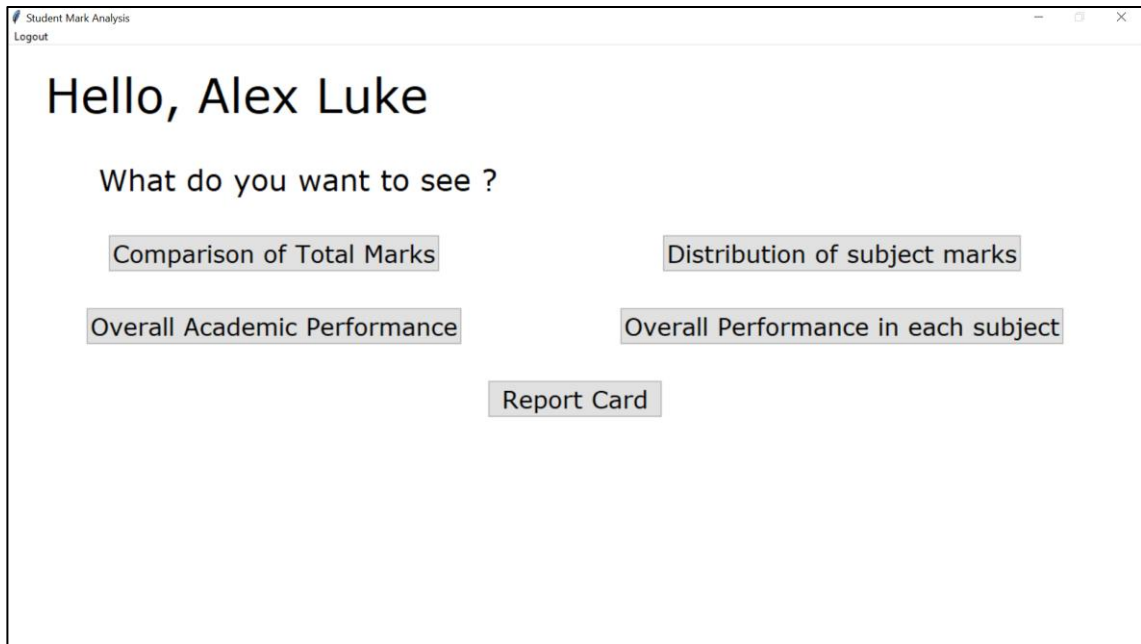 Student Mark Analysis
Logout
Hello, Alex Luke
What do you want to see ?
Comparison of Total Marks
Distribution of subject marks
Overall Academic Performance
Overall Performance in each subject
Report Card